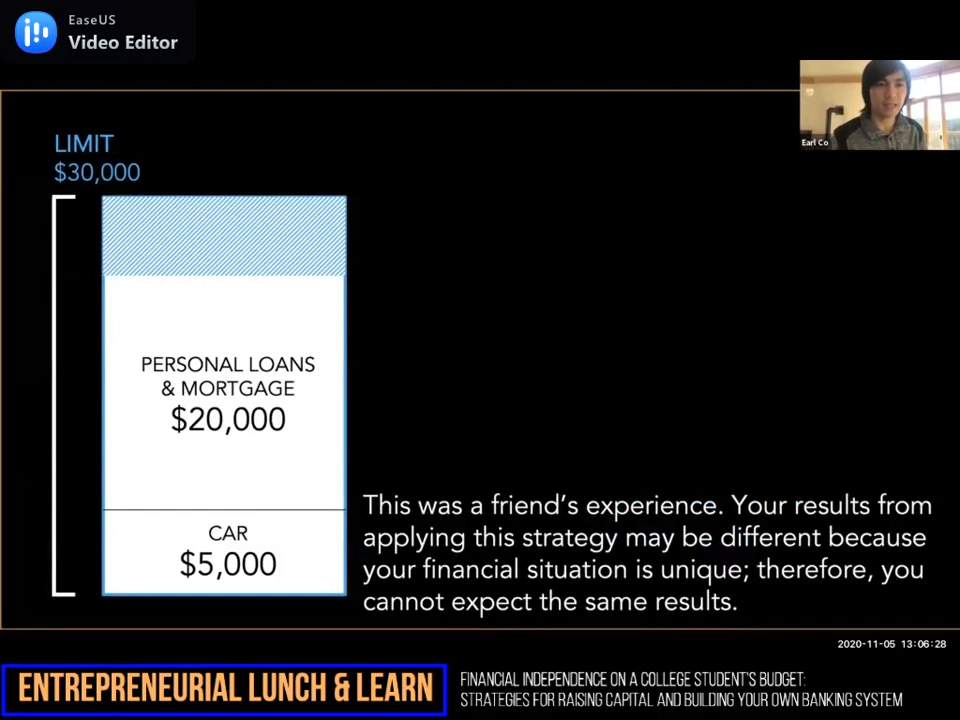 EaseUS
Video Editor
Earl Co
LIMIT
$30,000
PERSONAL LOANS
& MORTGAGE
$20,000
CAR
$5,000
This was a friend's experience. Your results from
applying this strategy may be different because
your financial situation is unique; therefore, you
cannot expect the same results.
2020-11-05 13:06:28
ENTREPRENEURIAL LUNCH & LEARN
FINANCIAL INDEPENDENCE ON A COLLEGE STUDENT'S BUDGET:
STRATEGIES FOR RAISING CAPITAL AND BUILDING YOUR OWN BANKING SYSTEM